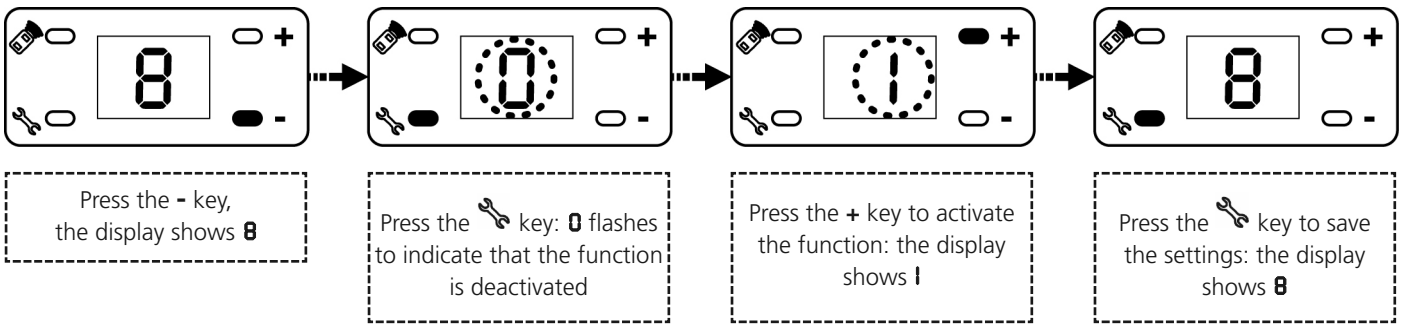 8
+
-
0
+
-
1
+
-
8
+
-
Press the - key,
the display shows 8
Press the key: 0 flashes
to indicate that the function
is deactivated
Press the + key to activate
the function: the display
shows 1
Press the key to save
the settings: the display
shows 8